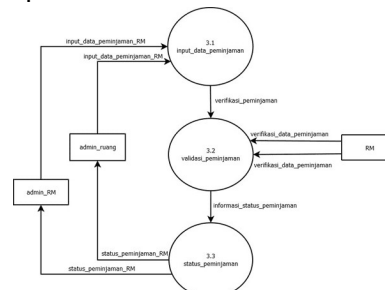 input_data_peminjaman_RM
input_data_peminjaman_RM
3.1
input_data_peminjaman
verifikasi_peminjaman
admin_ruang
admin_RM
3.2
validasi_peminjaman
verifikasi_data_peminjaman
verifikasi_data_peminjaman
RM
informasi_status_peminjaman
status_peminjaman_RM
status_peminjaman_RM
3.3
status_peminjaman